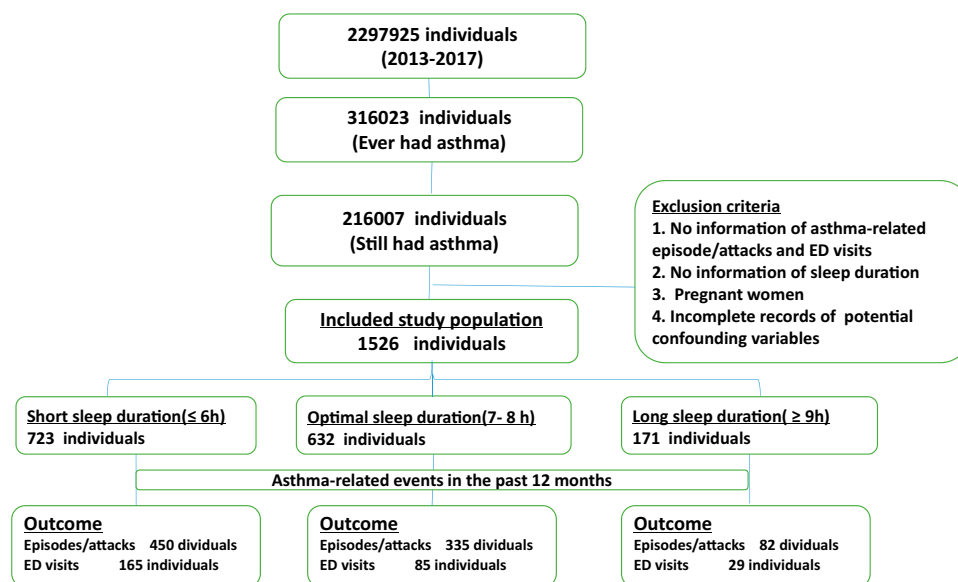 2297925 individuals
(2013-2017)
316023 individuals
(Ever had asthma)
216007 individuals
(Still had asthma)
Exclusion criteria
1. No information of asthma-related
episode/attacks and ED visits
2. No information of sleep duration
3. Pregnant women
4. Incomplete records of potential
confounding variables
Included study population
1526 individuals
Short sleep duration(≤ 6h)
723 individuals
Optimal sleep duration(7- 8 h)
632 individuals
Long sleep duration( ≥ 9h)
171 individuals
Asthma-related events in the past 12 months
Outcome
Episodes/attacks 450 dividuals
ED visits 165 individuals
Outcome
Episodes/attacks 335 dividuals
ED visits 85 individuals
Outcome
Episodes/attacks 82 dividuals
ED visits 29 individuals